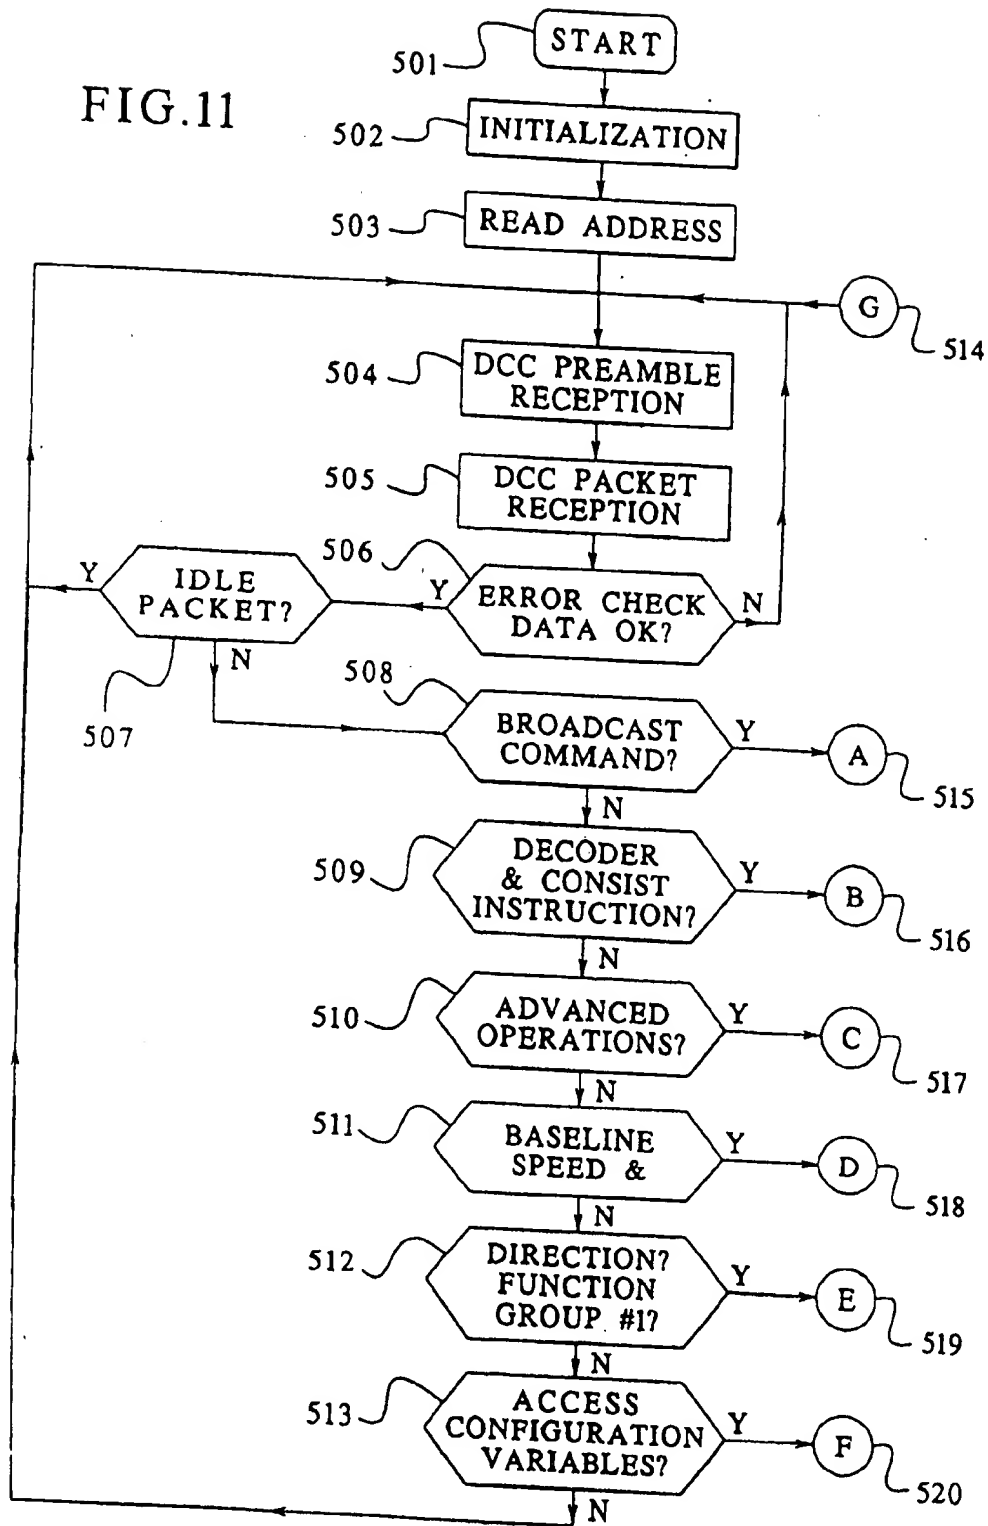 START
501
FIG.11
INITIALIZATION
502
READ ADDRESS
503
G
514
DCC PREAMBLE
RECEPTION
504
DCC PACKET
RECEPTION
505
506
ERROR CHECK
DATA OK?
Y
N
IDLE
PACKET?
Y
N
507
508
BROADCAST
COMMAND?
Y
A
515
N
509
DECODER
& CONSIST
INSTRUCTION?
Y
B
516
N
510
ADVANCED
OPERATIONS?
Y
C
517
N
511
BASELINE
SPEED &
Y
D
518
N
512
DIRECTION?
FUNCTION
GROUP #1?
Y
E
519
N
513
ACCESS
CONFIGURATION
VARIABLES?
Y
F
520
N